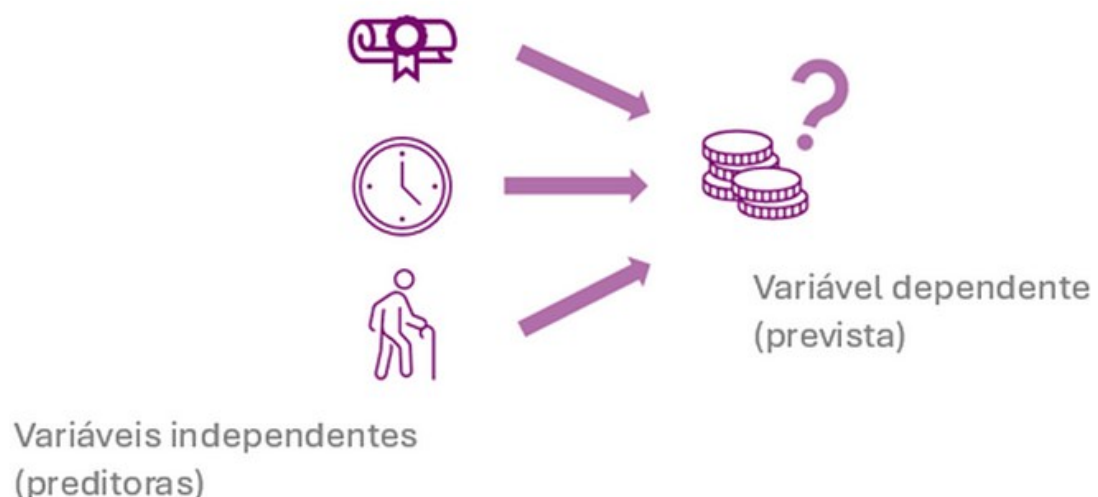 ?
Variável dependente
(prevista)
Variáveis independentes
(preditoras)